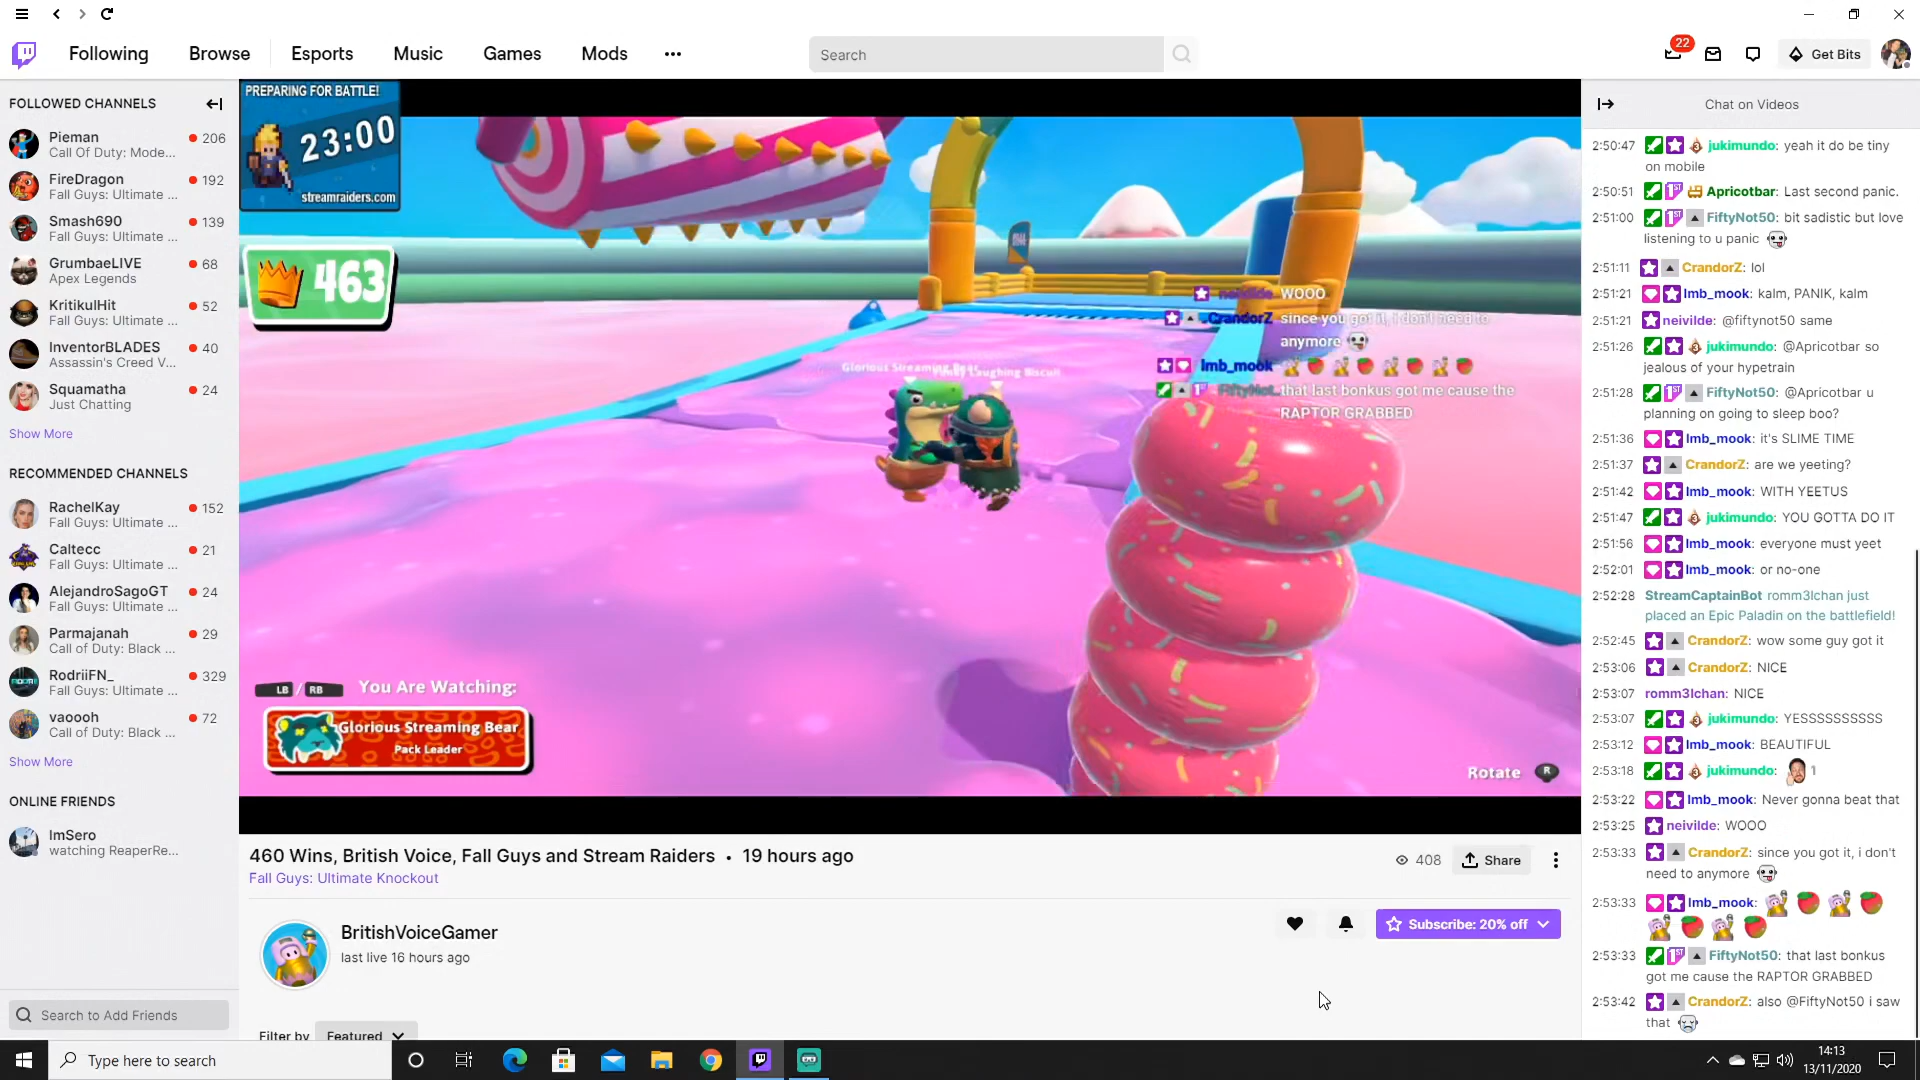 Following
Browse
Esports
Music
Games
Mods
Search
22
Get Bits
FOLLOWED CHANNELS
Pieman
206
Call Of Duty: Mode...
FireDragon
192
Fall Guys: Ultimate ...
Smash690
139
Fall Guys: Ultimate ...
GrumbaeLIVE
68
Apex Legends
KritikulHit
52
Fall Guys: Ultimate ...
InventorBLADES
40
Assassin's Creed V...
Squamatha
24
Just Chatting
Show More
RECOMMENDED CHANNELS
RachelKay
152
Fall Guys: Ultimate ...
Caltecc
21
Fall Guys: Ultimate ...
AlejandroSagoGT
24
Fall Guys: Ultimate ...
Parmajanah
29
Call of Duty: Black ...
RodriiFN_
329
Fall Guys: Ultimate ...
vaoooh
72
Call of Duty: Black ...
Show More
ONLINE FRIENDS
ImSero
watching ReaperRe...
Search to Add Friends
PREPARING FOR BATTLE!
23:00
streamraiders.com
463
neivilde WOOO
CrandorZ since you got it, i don't need to
anymore
Imb_mook
FiftyNot... that last bonkus got me cause the
RAPTOR GRABBED
Glorious Streaming Bear
Laughing Biscuit
LB / RB You Are Watching:
Glorious Streaming Bear
Pack Leader
Rotate R
460 Wins, British Voice, Fall Guys and Stream Raiders • 19 hours ago
Fall Guys: Ultimate Knockout
408
Share
BritishVoiceGamer
last live 16 hours ago
Subscribe: 20% off
Filter by Featured
Chat on Videos
2:50:47 jukimundo: yeah it do be tiny
on mobile
2:50:51 1ST Apricotbar: Last second panic.
2:51:00 1ST FiftyNot50: bit sadistic but love
listening to u panic
2:51:11 CrandorZ: lol
2:51:21 Imb_mook: kalm, PANIK, kalm
2:51:21 neivilde: @fiftynot50 same
2:51:26 jukimundo: @Apricotbar so
jealous of your hypetrain
2:51:28 1ST FiftyNot50: @Apricotbar u
planning on going to sleep boo?
2:51:36 Imb_mook: it's SLIME TIME
2:51:37 CrandorZ: are we yeeting?
2:51:42 Imb_mook: WITH YEETUS
2:51:47 jukimundo: YOU GOTTA DO IT
2:51:56 Imb_mook: everyone must yeet
2:52:01 Imb_mook: or no-one
2:52:28 StreamCaptainBot romm3lchan just
placed an Epic Paladin on the battlefield!
2:52:45 CrandorZ: wow some guy got it
2:53:06 CrandorZ: NICE
2:53:07 romm3lchan: NICE
2:53:07 jukimundo: YESSSSSSSSSS
2:53:12 Imb_mook: BEAUTIFUL
2:53:18 jukimundo: 1
2:53:22 Imb_mook: Never gonna beat that
2:53:25 neivilde: WOOO
2:53:33 CrandorZ: since you got it, i don't
need to anymore
2:53:33 Imb_mook:
2:53:33 1ST FiftyNot50: that last bonkus
got me cause the RAPTOR GRABBED
2:53:42 CrandorZ: also @FiftyNot50 i saw
that
Type here to search
14:13
13/11/2020